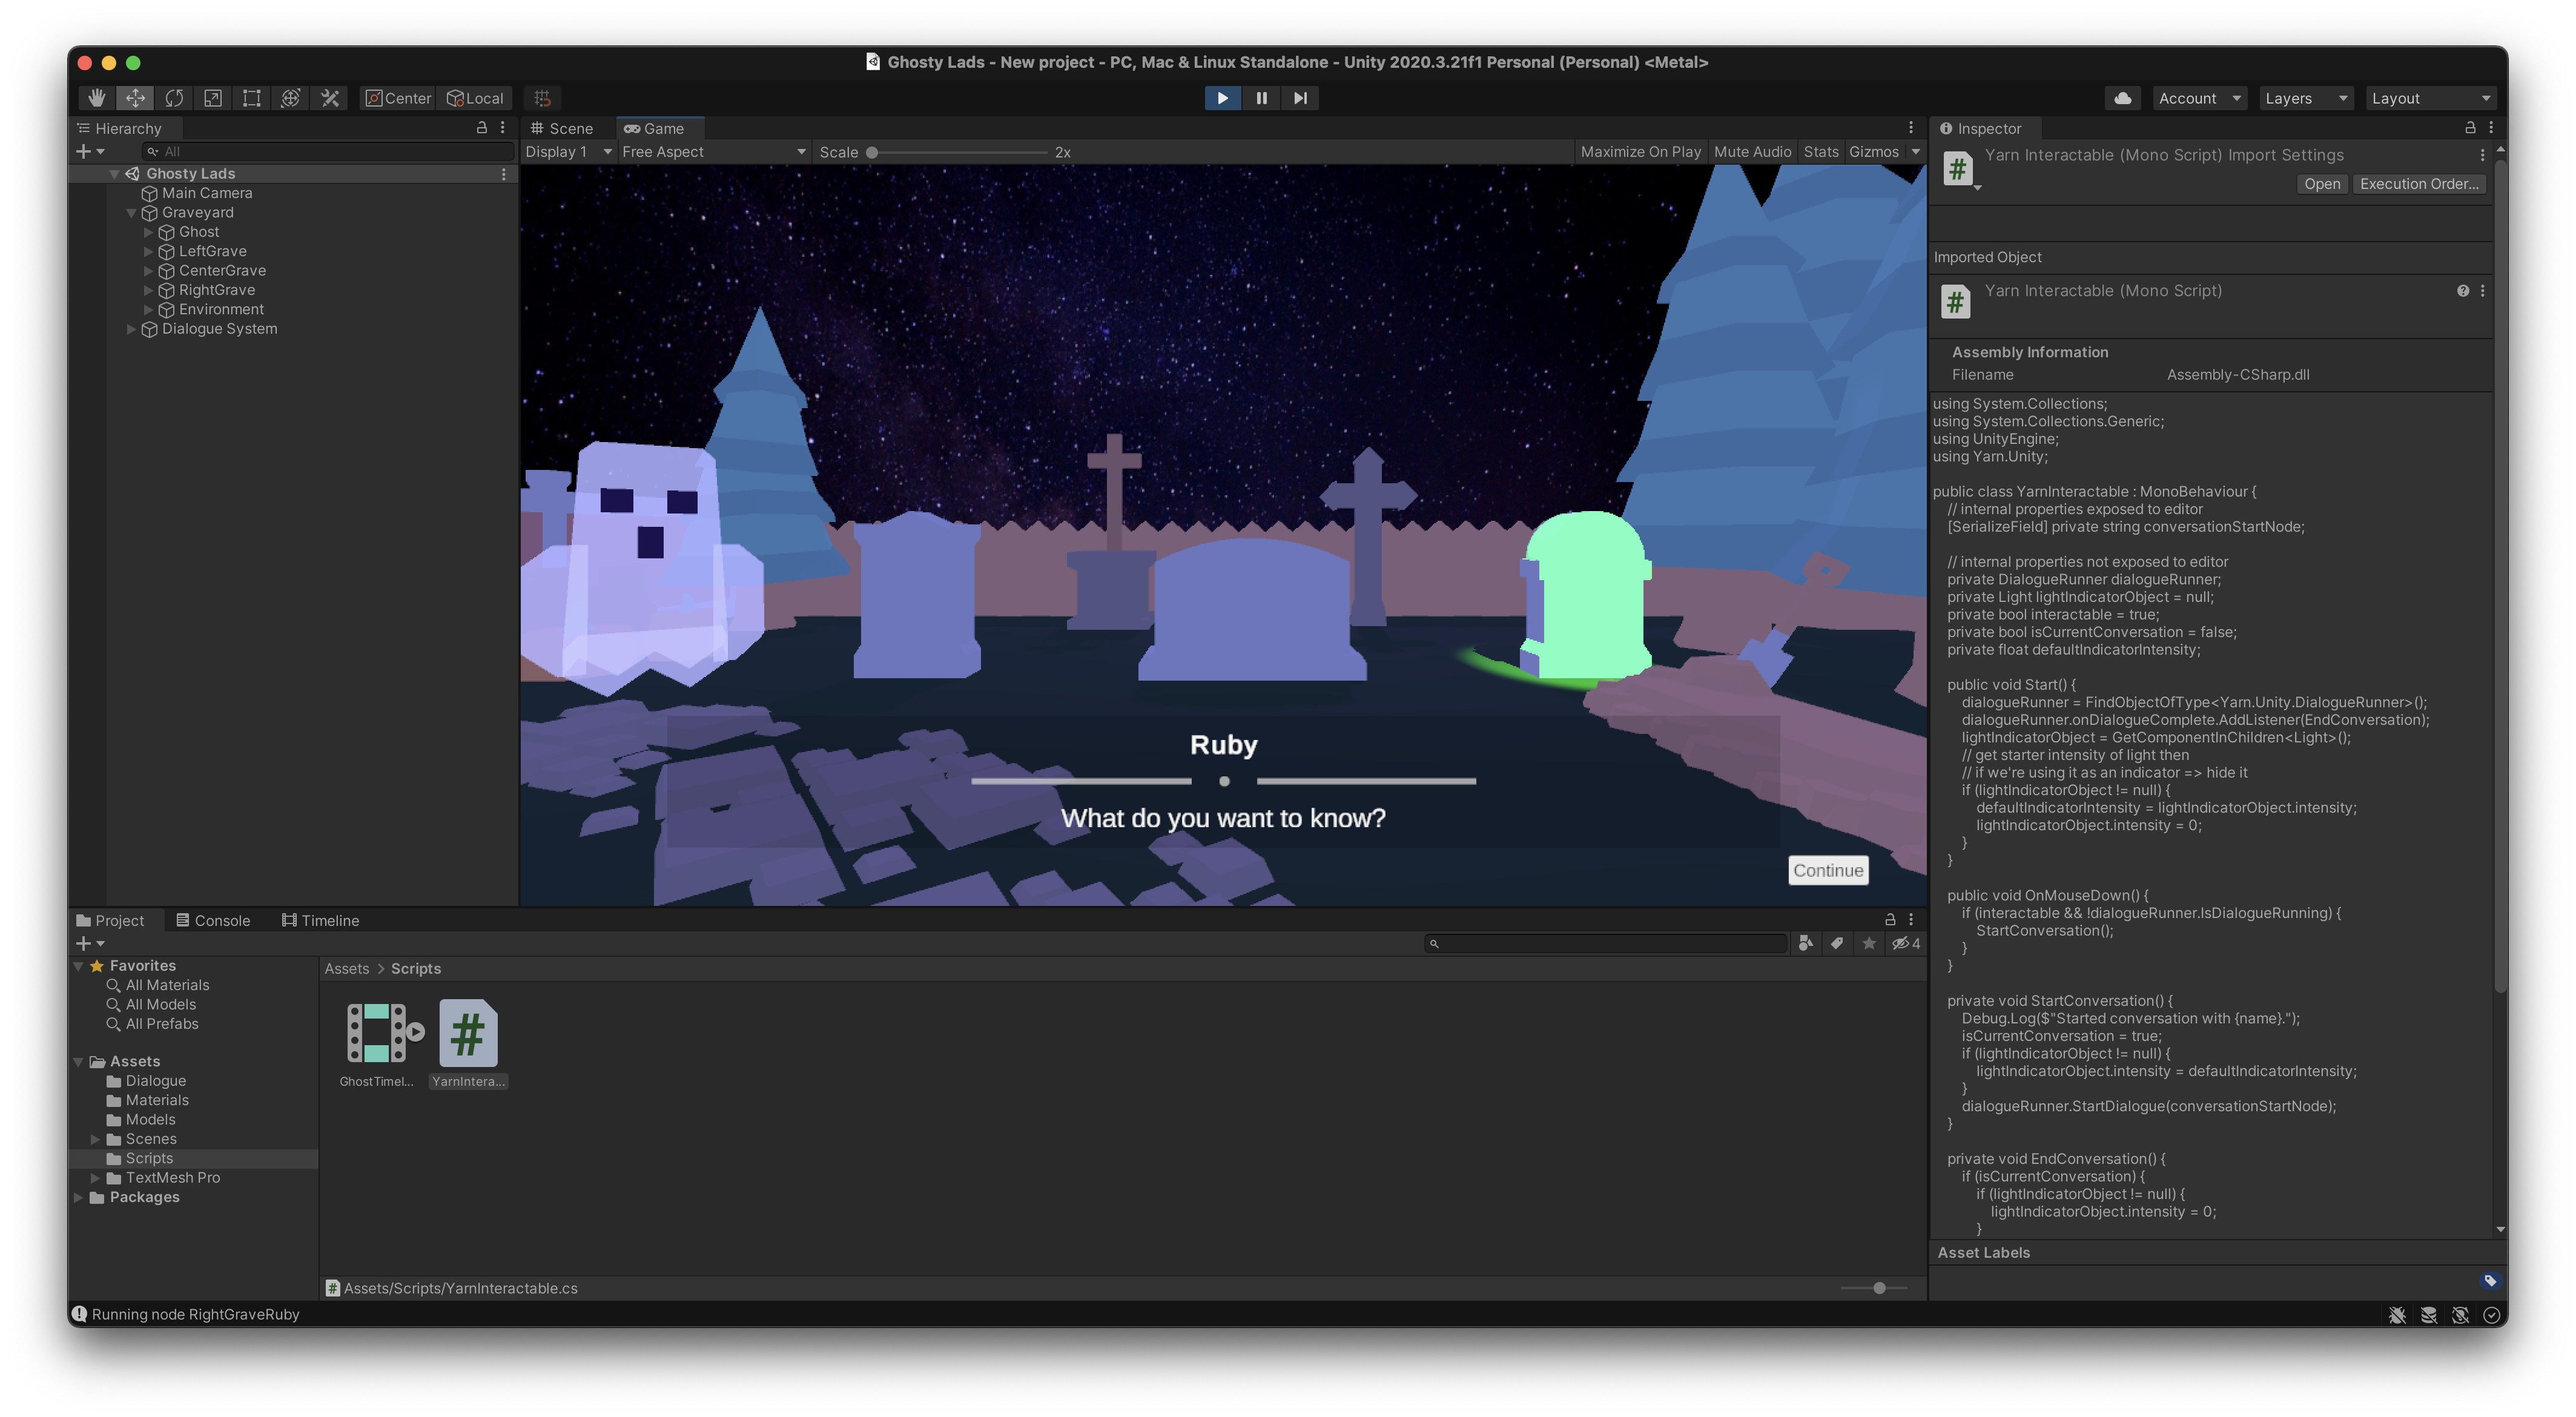 Ghosty Lads - New project - PC, Mac & Linux Standalone - Unity 2020.3.21f1 Personal (Personal) <Metal>
Center
Local
Account
Layers
Layout
Hierarchy
All
Ghosty Lads
Main Camera
Graveyard
Ghost
LeftGrave
CenterGrave
RightGrave
Environment
Dialogue System
Scene
Game
Display 1
Free Aspect
Scale
2x
Maximize On Play
Mute Audio
Stats
Gizmos
Ruby
What do you want to know?
Continue
Inspector
Yarn Interactable (Mono Script) Import Settings
Open
Execution Order...
Imported Object
Yarn Interactable (Mono Script)
Assembly Information
Filename Assembly-CSharp.dll
using System.Collections;
using System.Collections.Generic;
using UnityEngine;
using Yarn.Unity;
public class YarnInteractable : MonoBehaviour {
// internal properties exposed to editor
[SerializeField] private string conversationStartNode;
// internal properties not exposed to editor
private DialogueRunner dialogueRunner;
private Light lightIndicatorObject = null;
private bool interactable = true;
private bool isCurrentConversation = false;
private float defaultIndicatorIntensity;
public void Start() {
dialogueRunner = FindObjectOfType<Yarn.Unity.DialogueRunner>();
dialogueRunner.onDialogueComplete.AddListener(EndConversation);
lightIndicatorObject = GetComponentInChildren<Light>();
// get starter intensity of light then
// if we're using it as an indicator => hide it
if (lightIndicatorObject != null) {
defaultIndicatorIntensity = lightIndicatorObject.intensity;
lightIndicatorObject.intensity = 0;
}
}
public void OnMouseDown() {
if (interactable && !dialogueRunner.IsDialogueRunning) {
StartConversation();
}
}
private void StartConversation() {
Debug.Log($"Started conversation with {name}.");
isCurrentConversation = true;
if (lightIndicatorObject != null) {
lightIndicatorObject.intensity = defaultIndicatorIntensity;
}
dialogueRunner.StartDialogue(conversationStartNode);
}
private void EndConversation() {
if (isCurrentConversation) {
if (lightIndicatorObject != null) {
lightIndicatorObject.intensity = 0;
}
Asset Labels
Project
Console
Timeline
4
Favorites
All Materials
All Models
All Prefabs
Assets
Dialogue
Materials
Models
Scenes
Scripts
TextMesh Pro
Packages
Assets > Scripts
GhostTimel...
YarnIntera...
Assets/Scripts/YarnInteractable.cs
Running node RightGraveRuby